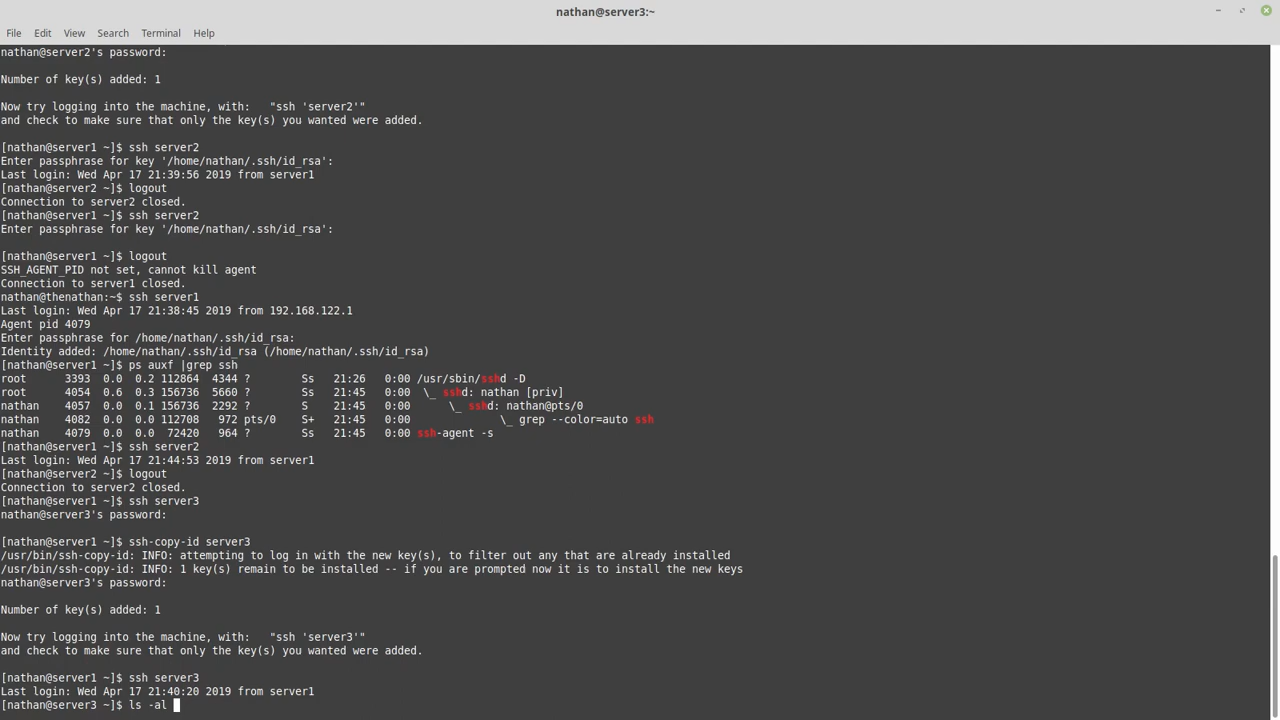 nathan@server3:~
File Edit View Search Terminal Help
nathan@server2's password:
Number of key(s) added: 1
Now try logging into the machine, with:   "ssh 'server2'"
and check to make sure that only the key(s) you wanted were added.
[nathan@server1 ~]$ ssh server2
Enter passphrase for key '/home/nathan/.ssh/id_rsa':
Last login: Wed Apr 17 21:39:56 2019 from server1
[nathan@server2 ~]$ logout
Connection to server2 closed.
[nathan@server1 ~]$ ssh server2
Enter passphrase for key '/home/nathan/.ssh/id_rsa':
[nathan@server1 ~]$ logout
SSH_AGENT_PID not set, cannot kill agent
Connection to server1 closed.
nathan@thenathan:~$ ssh server1
Last login: Wed Apr 17 21:38:45 2019 from 192.168.122.1
Agent pid 4079
Enter passphrase for /home/nathan/.ssh/id_rsa:
Identity added: /home/nathan/.ssh/id_rsa (/home/nathan/.ssh/id_rsa)
[nathan@server1 ~]$ ps auxf |grep ssh
root      3393  0.0  0.2 112864  4344 ?        Ss   21:26   0:00 /usr/sbin/sshd -D
root      4054  0.6  0.3 156736  5660 ?        Ss   21:45   0:00  \_ sshd: nathan [priv]
nathan    4057  0.0  0.1 156736  2292 ?        S    21:45   0:00      \_ sshd: nathan@pts/0
nathan    4082  0.0  0.0 112708   972 pts/0    S+   21:45   0:00              \_ grep --color=auto ssh
nathan    4079  0.0  0.0  72420   964 ?        Ss   21:45   0:00 ssh-agent -s
[nathan@server1 ~]$ ssh server2
Last login: Wed Apr 17 21:44:53 2019 from server1
[nathan@server2 ~]$ logout
Connection to server2 closed.
[nathan@server1 ~]$ ssh server3
nathan@server3's password:
[nathan@server1 ~]$ ssh-copy-id server3
/usr/bin/ssh-copy-id: INFO: attempting to log in with the new key(s), to filter out any that are already installed
/usr/bin/ssh-copy-id: INFO: 1 key(s) remain to be installed -- if you are prompted now it is to install the new keys
nathan@server3's password:
Number of key(s) added: 1
Now try logging into the machine, with:   "ssh 'server3'"
and check to make sure that only the key(s) you wanted were added.
[nathan@server1 ~]$ ssh server3
Last login: Wed Apr 17 21:40:20 2019 from server1
[nathan@server3 ~]$ ls -al